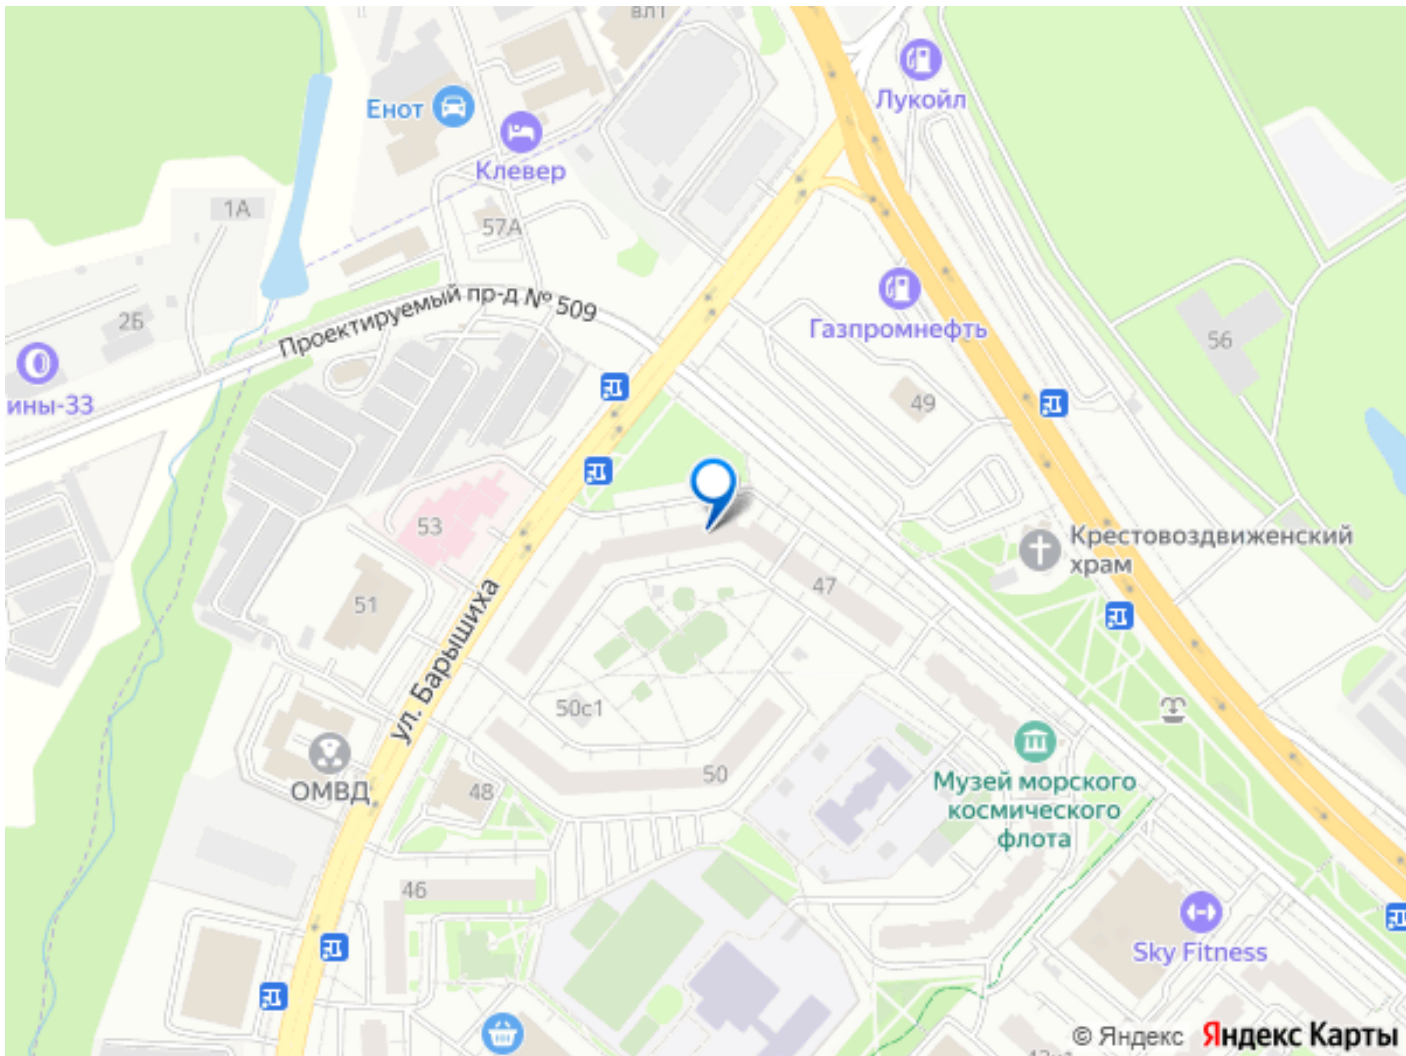 вл1
Лукойл
Енот
Клевер
1А
57А
Проектируемый пр-д № 509
2Б
Газпромнефть
56
ины-33
49
53
Крестовоздвиженский
храм
47
51
ул. Барышиха
50с1
Музей морского
космического
флота
50
ОМВД
48
46
Sky Fitness
© Яндекс Яндекс Карты